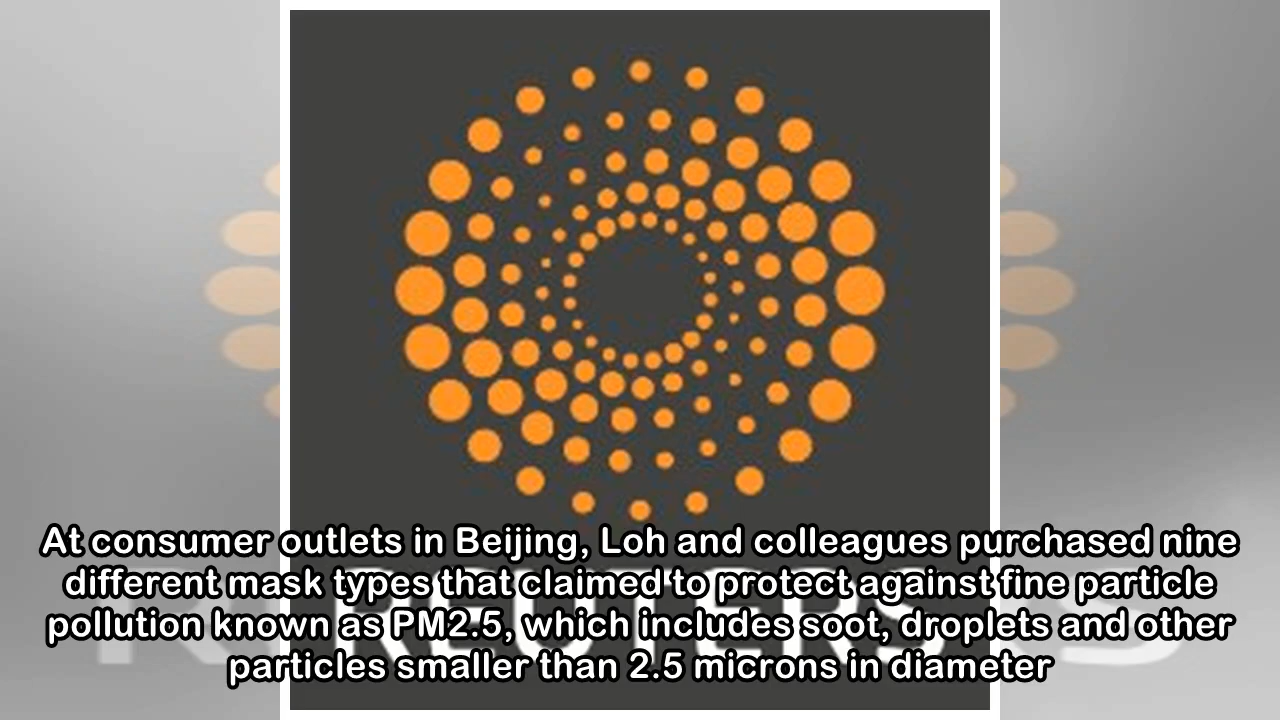 At consumer outlets in Beijing, Loh and colleagues purchased nine
different mask types that claimed to protect against fine particle
pollution known as PM2.5, which includes soot, droplets and other
particles smaller than 2.5 microns in diameter
REUTERS